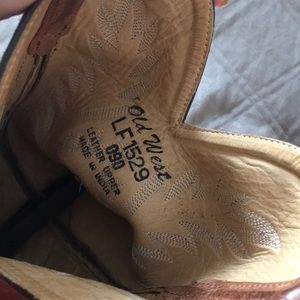 Old West
LF1529
090
LEATHER UPPER
MADE IN INDIA